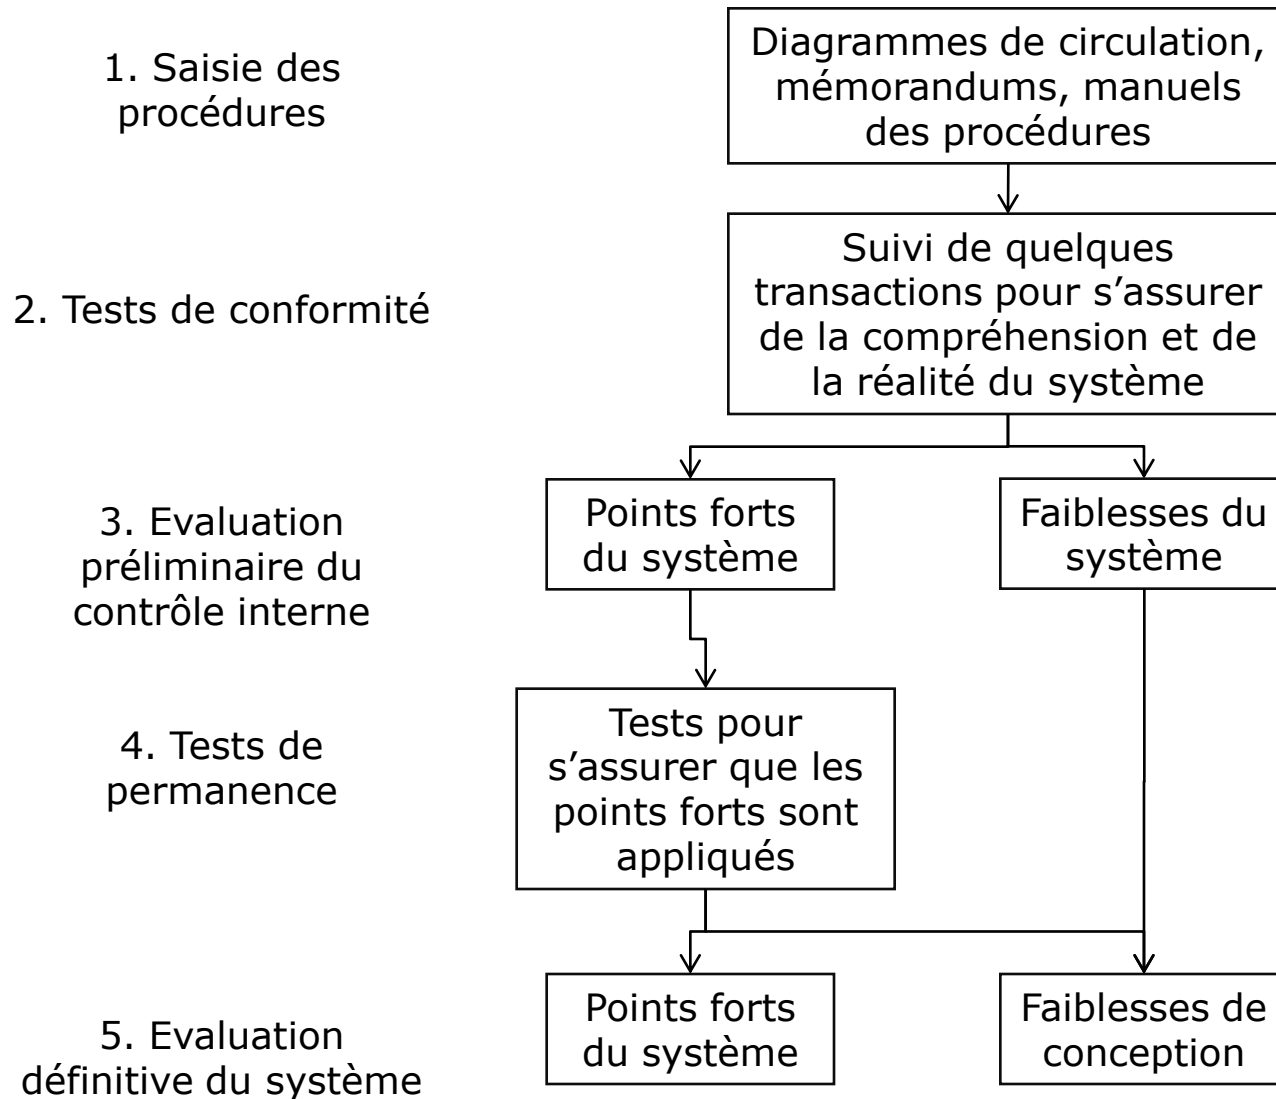 1. Saisie des
procédures
Diagrammes de circulation,
mémorandums, manuels
des procédures
2. Tests de conformité
Suivi de quelques
transactions pour s’assurer
de la compréhension et de
la réalité du système
3. Evaluation
préliminaire du
contrôle interne
Points forts
du système
Faiblesses du
système
4. Tests de
permanence
Tests pour
s’assurer que les
points forts sont
appliqués
5. Evaluation
définitive du système
Points forts
du système
Faiblesses de
conception